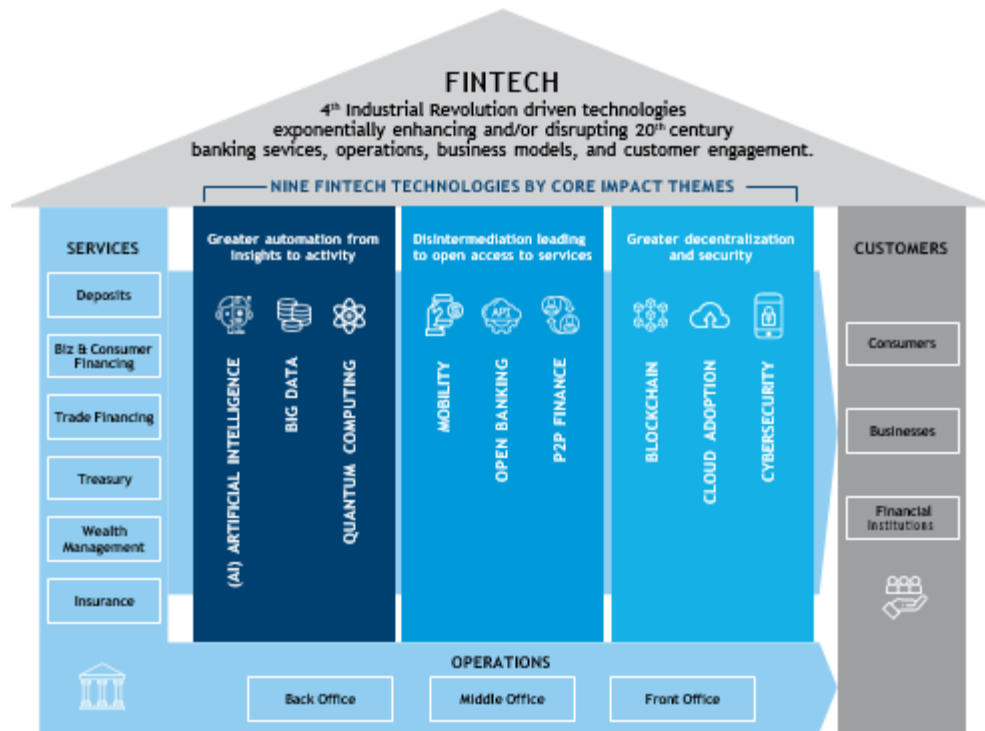 FINTECH
4th Industrial Revolution driven technologies
exponentially enhancing and/or disrupting 20th century
banking sevices, operations, business models, and customer engagement.
NINE FINTECH TECHNOLOGIES BY CORE IMPACT THEMES
SERVICES
Deposits
Biz & Consumer
Financing
Trade Financing
Treasury
Wealth
Management
Insurance
Greater automation from
insights to activity
(AI) ARTIFICIAL INTELLIGENCE
BIG DATA
QUANTUM COMPUTING
Disintermediation leading
to open access to services
API
MOBILITY
OPEN BANKING
P2P FINANCE
Greater decentralization
and security
BLOCKCHAIN
CLOUD ADOPTION
CYBERSECURITY
CUSTOMERS
Consumers
Businesses
Financial
Institutions
OPERATIONS
Back Office
Middle Office
Front Office